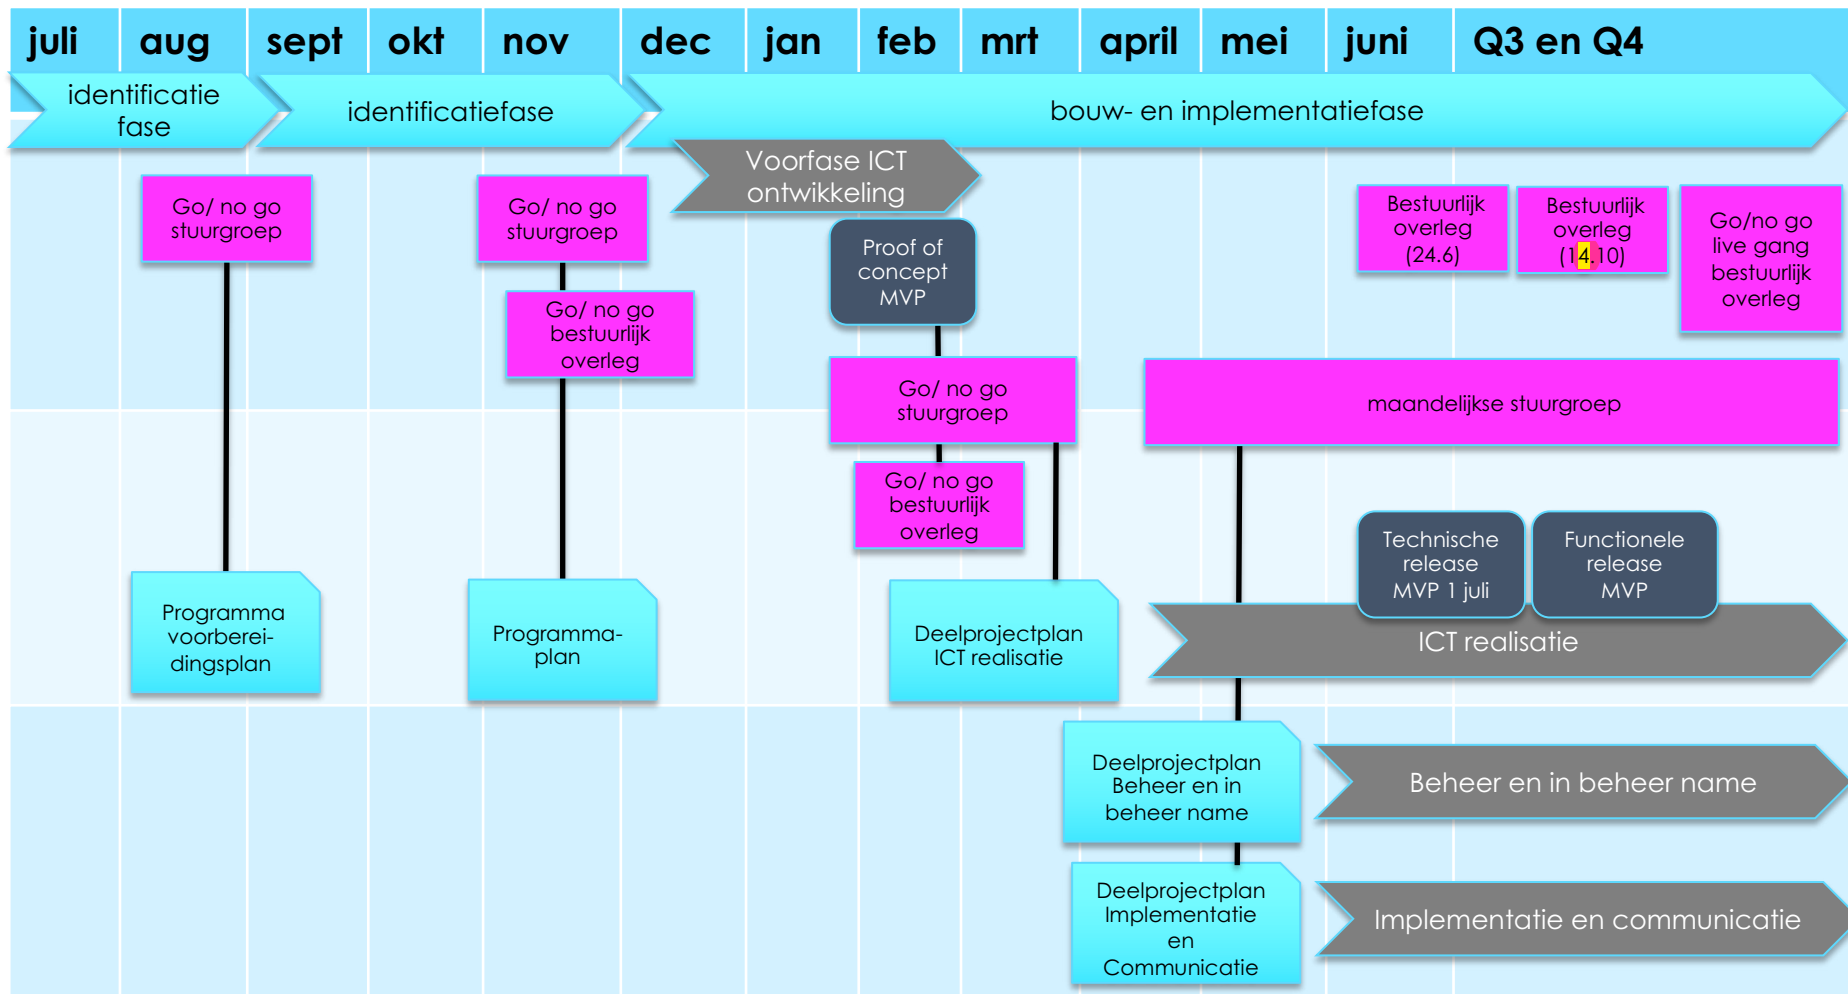 juli aug sept okt nov dec jan feb mrt april mei juni Q3 en Q4
identificatie
fase
identificatiefase
bouw- en implementatiefase
Voorfase ICT
ontwikkeling
Go/ no go
stuurgroep
Go/ no go
stuurgroep
Go/ no go
bestuurlijk
overleg
Proof of
concept
MVP
Bestuurlijk
overleg
(24.6)
Bestuurlijk
overleg
(14.10)
Go/no go
live gang
bestuurlijk
overleg
Go/ no go
stuurgroep
maandelijkse stuurgroep
Go/ no go
bestuurlijk
overleg
Technische
release
MVP 1 juli
Functionele
release
MVP
Programma
voorberei-
dingsplan
Programma-
plan
Deelprojectplan
ICT realisatie
ICT realisatie
Deelprojectplan
Beheer en in
beheer name
Beheer en in beheer name
Deelprojectplan
Implementatie
en
Communicatie
Implementatie en communicatie